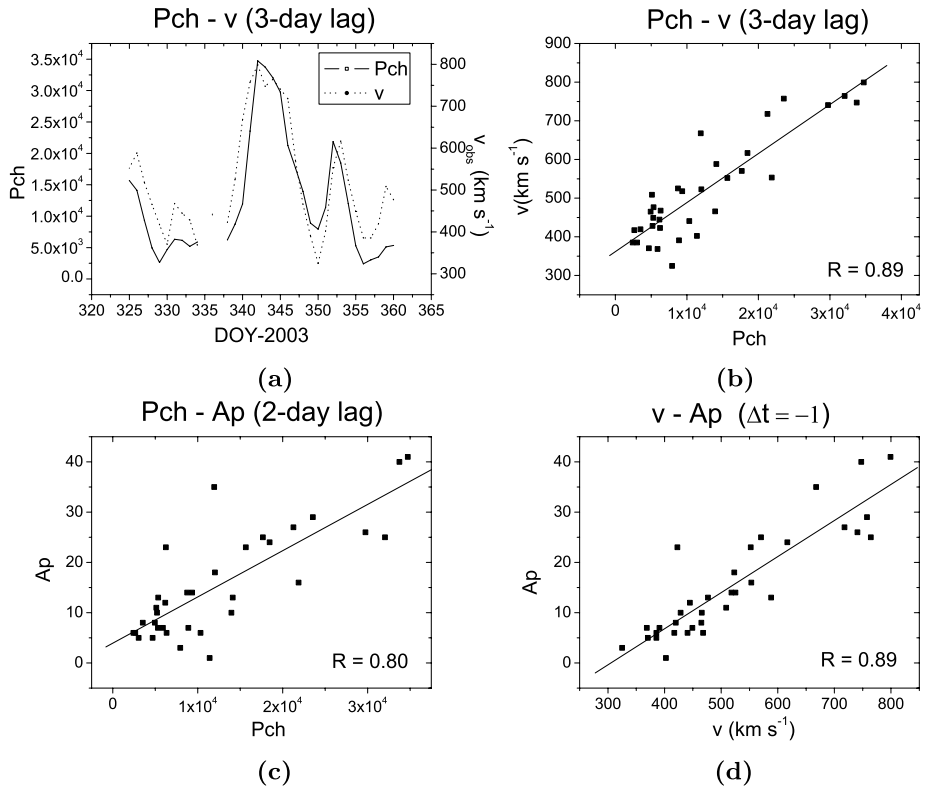 Pch - v (3-day lag)
3.5x10⁴
3.0x10⁴
2.5x10⁴
2.0x10⁴
1.5x10⁴
1.0x10⁴
5.0x10³
0.0
Pch
Pch
v
800
700
600
500
400
300
v_obs (km s⁻¹)
320 325 330 335 340 345 350 355 360 365
DOY-2003
(a)
Pch - v (3-day lag)
900
800
700
600
500
400
300
v(km s⁻¹)
R = 0.89
0 1x10⁴ 2x10⁴ 3x10⁴ 4x10⁴
Pch
(b)
Pch - Ap (2-day lag)
40
30
20
10
0
Ap
R = 0.80
0 1x10⁴ 2x10⁴ 3x10⁴
Pch
(c)
v - Ap (Δt = −1)
40
30
20
10
0
Ap
R = 0.89
300 400 500 600 700 800
v (km s⁻¹)
(d)